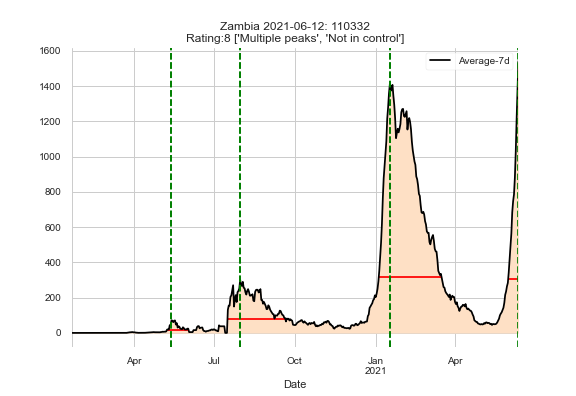 Zambia 2021-06-12: 110332
Rating:8 ['Multiple peaks', 'Not in control']
Average-7d
1600
1400
1200
1000
800
600
400
200
0
Apr Jul Oct Jan Apr
2021
Date